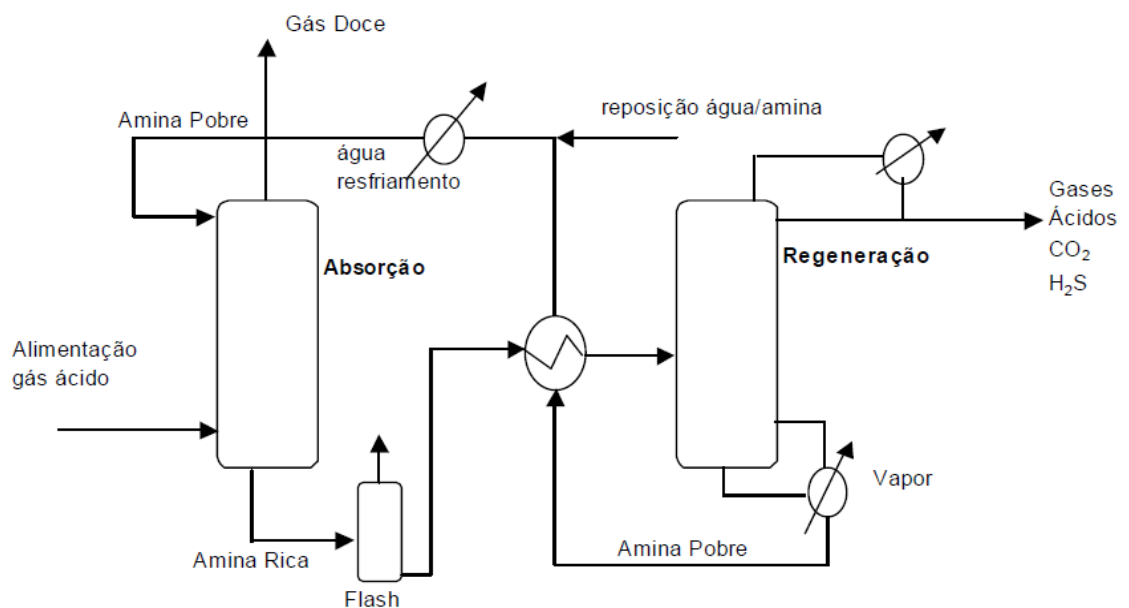 Gás Doce
Amina Pobre
reposição água/amina
água
resfriamento
Gases
Ácidos
CO₂
H₂S
Absorção
Regeneração
Alimentação
gás ácido
Vapor
Amina Rica
Amina Pobre
Flash